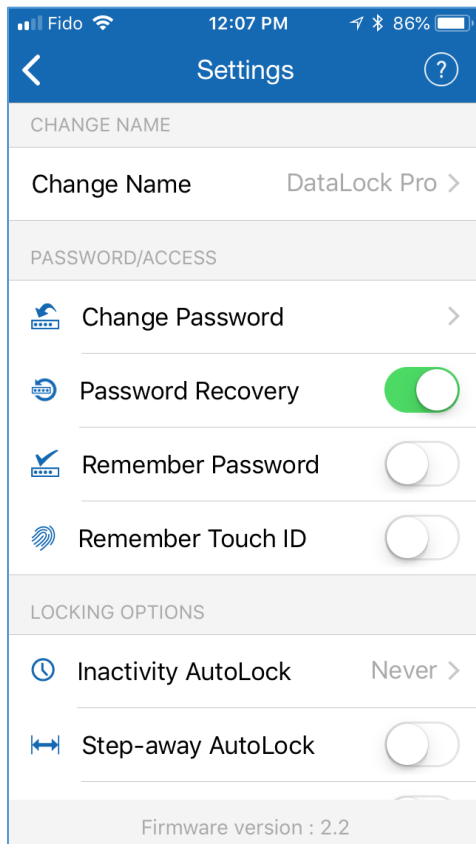 Fido 12:07 PM 86%
Settings ?
CHANGE NAME
Change Name DataLock Pro >
PASSWORD/ACCESS
Change Password >
Password Recovery
Remember Password
Remember Touch ID
LOCKING OPTIONS
Inactivity AutoLock Never >
Step-away AutoLock
Firmware version : 2.2